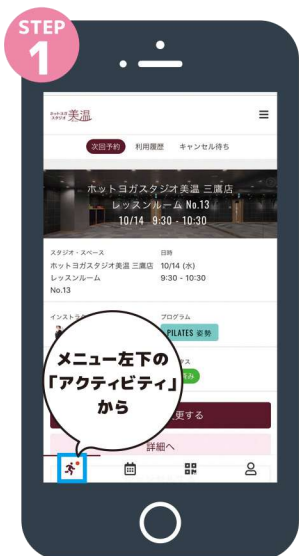 STEP
1
ホットヨガ
スタジオ 美温
次回予約 利用履歴 キャンセル待ち
ホットヨガスタジオ美温 三鷹店
レッスンルーム No.13
10/14 9:30 - 10:30
スタジオ・スペース 日時
ホットヨガスタジオ美温 三鷹店 10/14 (水)
レッスンルーム 9:30 - 10:30
No.13
インスト プログラム
PILATES 姿勢
メニュー左下の
「アクティビティ」
から
更する
詳細へ